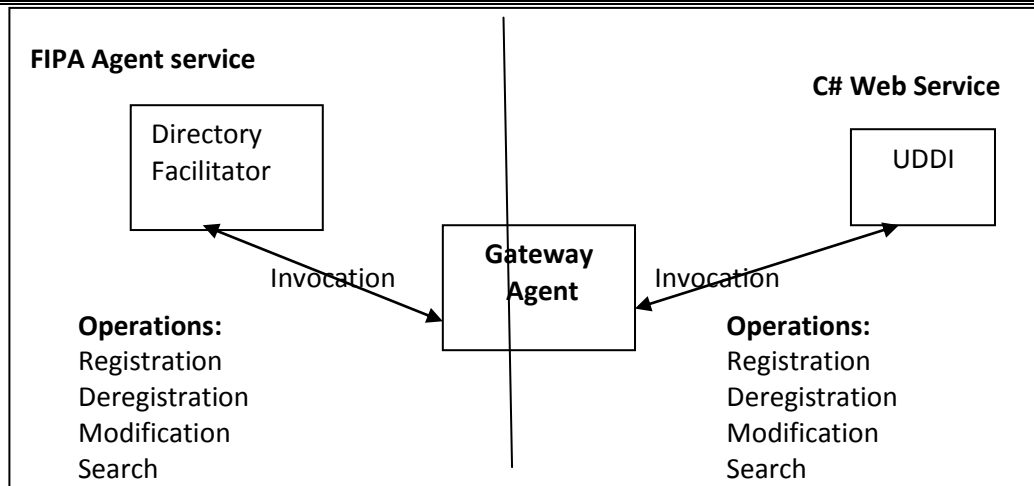 FIPA Agent service
C# Web Service
Directory
Facilitator
UDDI
Gateway
Agent
Invocation
Invocation
Operations:
Registration
Deregistration
Modification
Search
Operations:
Registration
Deregistration
Modification
Search